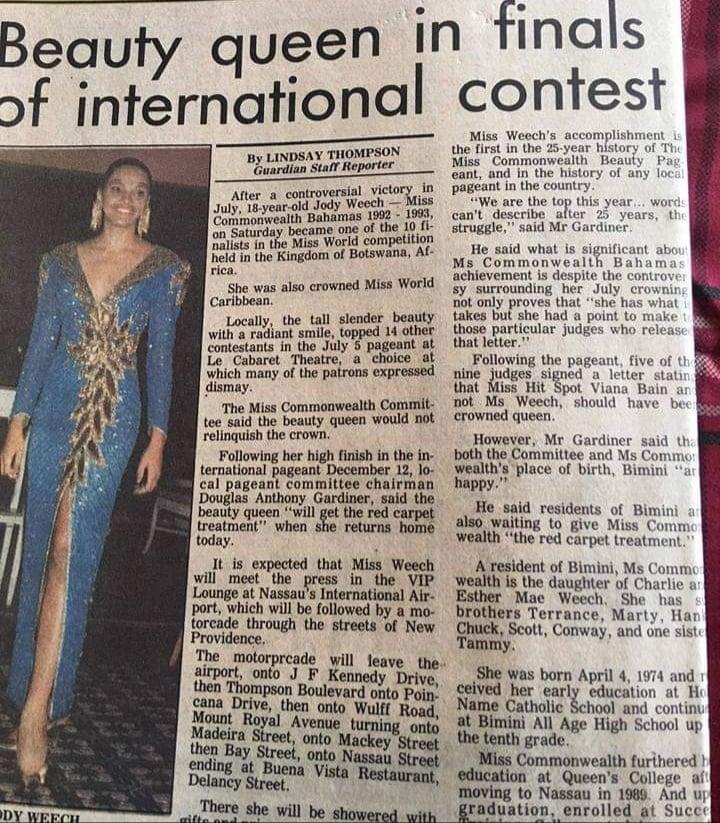 Beauty queen in finals
of international contest
By LINDSAY THOMPSON
Guardian Staff Reporter
After a controversial victory in
July, 18-year-old Jody Weech — Miss
Commonwealth Bahamas 1992 - 1993,
on Saturday became one of the 10 fi-
nalists in the Miss World competition
held in the Kingdom of Botswana, Af-
rica.
She was also crowned Miss World
Caribbean.
Locally, the tall slender beauty
with a radiant smile, topped 14 other
contestants in the July 5 pageant at
Le Cabaret Theatre, a choice at
which many of the patrons expressed
dismay.
The Miss Commonwealth Commit-
tee said the beauty queen would not
relinquish the crown.
Following her high finish in the in-
ternational pageant December 12, lo-
cal pageant committee chairman
Douglas Anthony Gardiner, said the
beauty queen "will get the red carpet
treatment" when she returns home
today.
It is expected that Miss Weech
will meet the press in the VIP
Lounge at Nassau's International Air-
port, which will be followed by a mo-
torcade through the streets of New
Providence.
The motorprcade will leave the
airport, onto J F Kennedy Drive,
then Thompson Boulevard onto Poin-
cana Drive, then onto Wulff Road,
Mount Royal Avenue turning onto
Madeira Street, onto Mackey Street
then Bay Street, onto Nassau Street
ending at Buena Vista Restaurant,
Delancy Street.
There she will be showered with
gifts and
Miss Weech's accomplishment is
the first in the 25-year history of The
Miss Commonwealth Beauty Pag-
eant, and in the history of any local
pageant in the country.
"We are the top this year... words
can't describe after 25 years, the
struggle," said Mr Gardiner.
He said what is significant about
Ms Commonwealth Bahamas
achievement is despite the controver
sy surrounding her July crowning
not only proves that "she has what i
takes but she had a point to make t
those particular judges who release
that letter."
Following the pageant, five of th
nine judges signed a letter statin
that Miss Hit Spot Viana Bain an
not Ms Weech, should have bee
crowned queen.
However, Mr Gardiner said tha
both the Committee and Ms Commo
wealth's place of birth, Bimini "ar
happy."
He said residents of Bimini ar
also waiting to give Miss Commo
wealth "the red carpet treatment."
A resident of Bimini, Ms Commo
wealth is the daughter of Charlie an
Esther Mae Weech. She has s
brothers Terrance, Marty, Hank
Chuck, Scott, Conway, and one siste
Tammy.
She was born April 4, 1974 and r
ceived her early education at Ho
Name Catholic School and continu
at Bimini All Age High School up
the tenth grade.
Miss Commonwealth furthered h
education at Queen's College aft
moving to Nassau in 1989. And up
graduation, enrolled at Succe
ODY WEECH